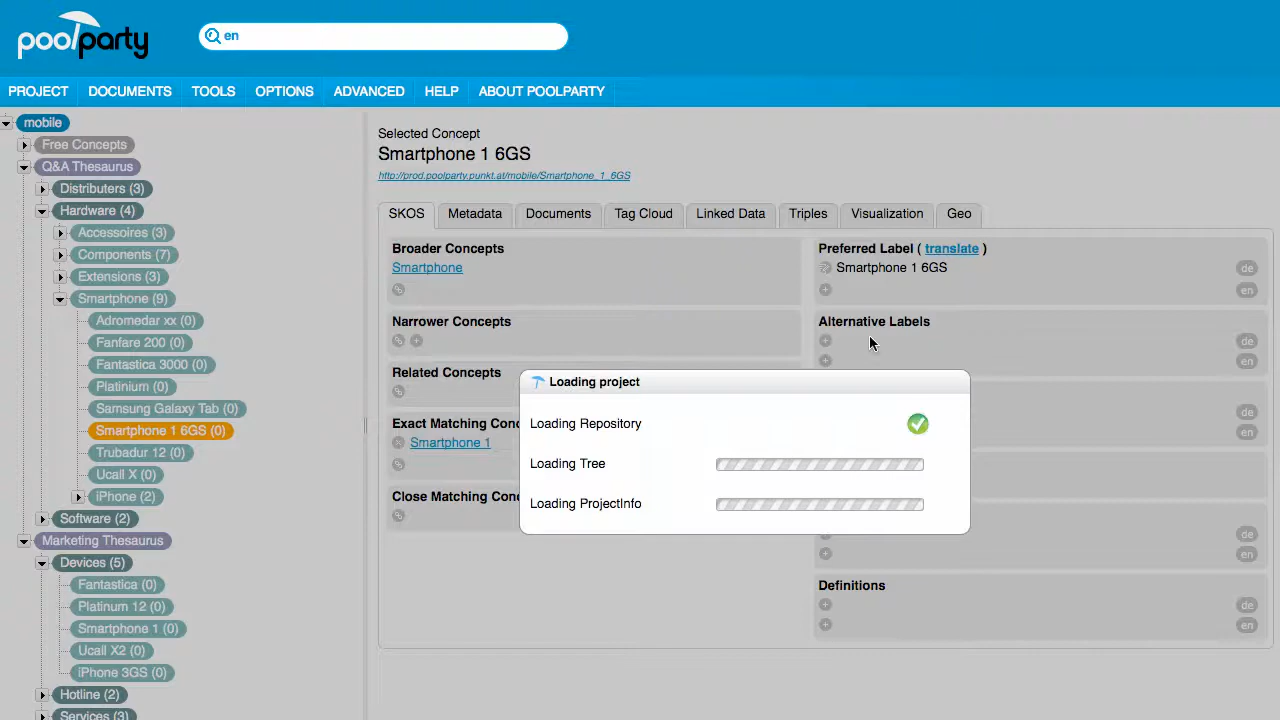 poolparty
en
PROJECT DOCUMENTS TOOLS OPTIONS ADVANCED HELP ABOUT POOLPARTY
mobile
Free Concepts
Q&A Thesaurus
Distributers (3)
Hardware (4)
Accessoires (3)
Components (7)
Extensions (3)
Smartphone (9)
Adromedar xx (0)
Fanfare 200 (0)
Fantastica 3000 (0)
Platinium (0)
Samsung Galaxy Tab (0)
Smartphone 1 6GS (0)
Trubadur 12 (0)
Ucall X (0)
iPhone (2)
Software (2)
Marketing Thesaurus
Devices (5)
Fantastica (0)
Platinum 12 (0)
Smartphone 1 (0)
Ucall X2 (0)
iPhone 3GS (0)
Hotline (2)
Services (3)
Selected Concept
Smartphone 1 6GS
http://prod.poolparty.punkt.at/mobile/Smartphone_1_6GS
SKOS Metadata Documents Tag Cloud Linked Data Triples Visualization Geo
Broader Concepts
Smartphone
Narrower Concepts
Related Concepts
Exact Matching Conc
Smartphone 1
Close Matching Conc
Preferred Label ( translate )
Smartphone 1 6GS de
en
Alternative Labels
de
en
de
en
de
en
Definitions
de
en
Loading project
Loading Repository
Loading Tree
Loading ProjectInfo